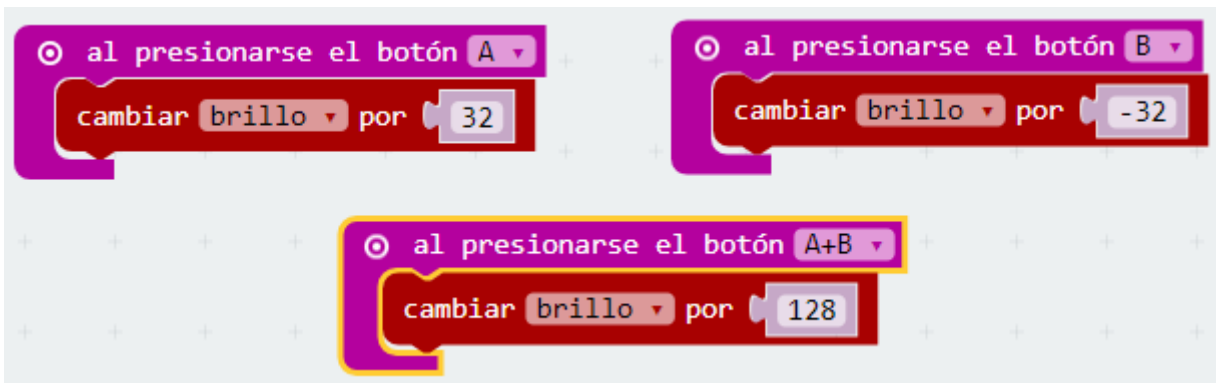 al presionarse el botón A
cambiar brillo por 32
al presionarse el botón B
cambiar brillo por -32
al presionarse el botón A+B
cambiar brillo por 128